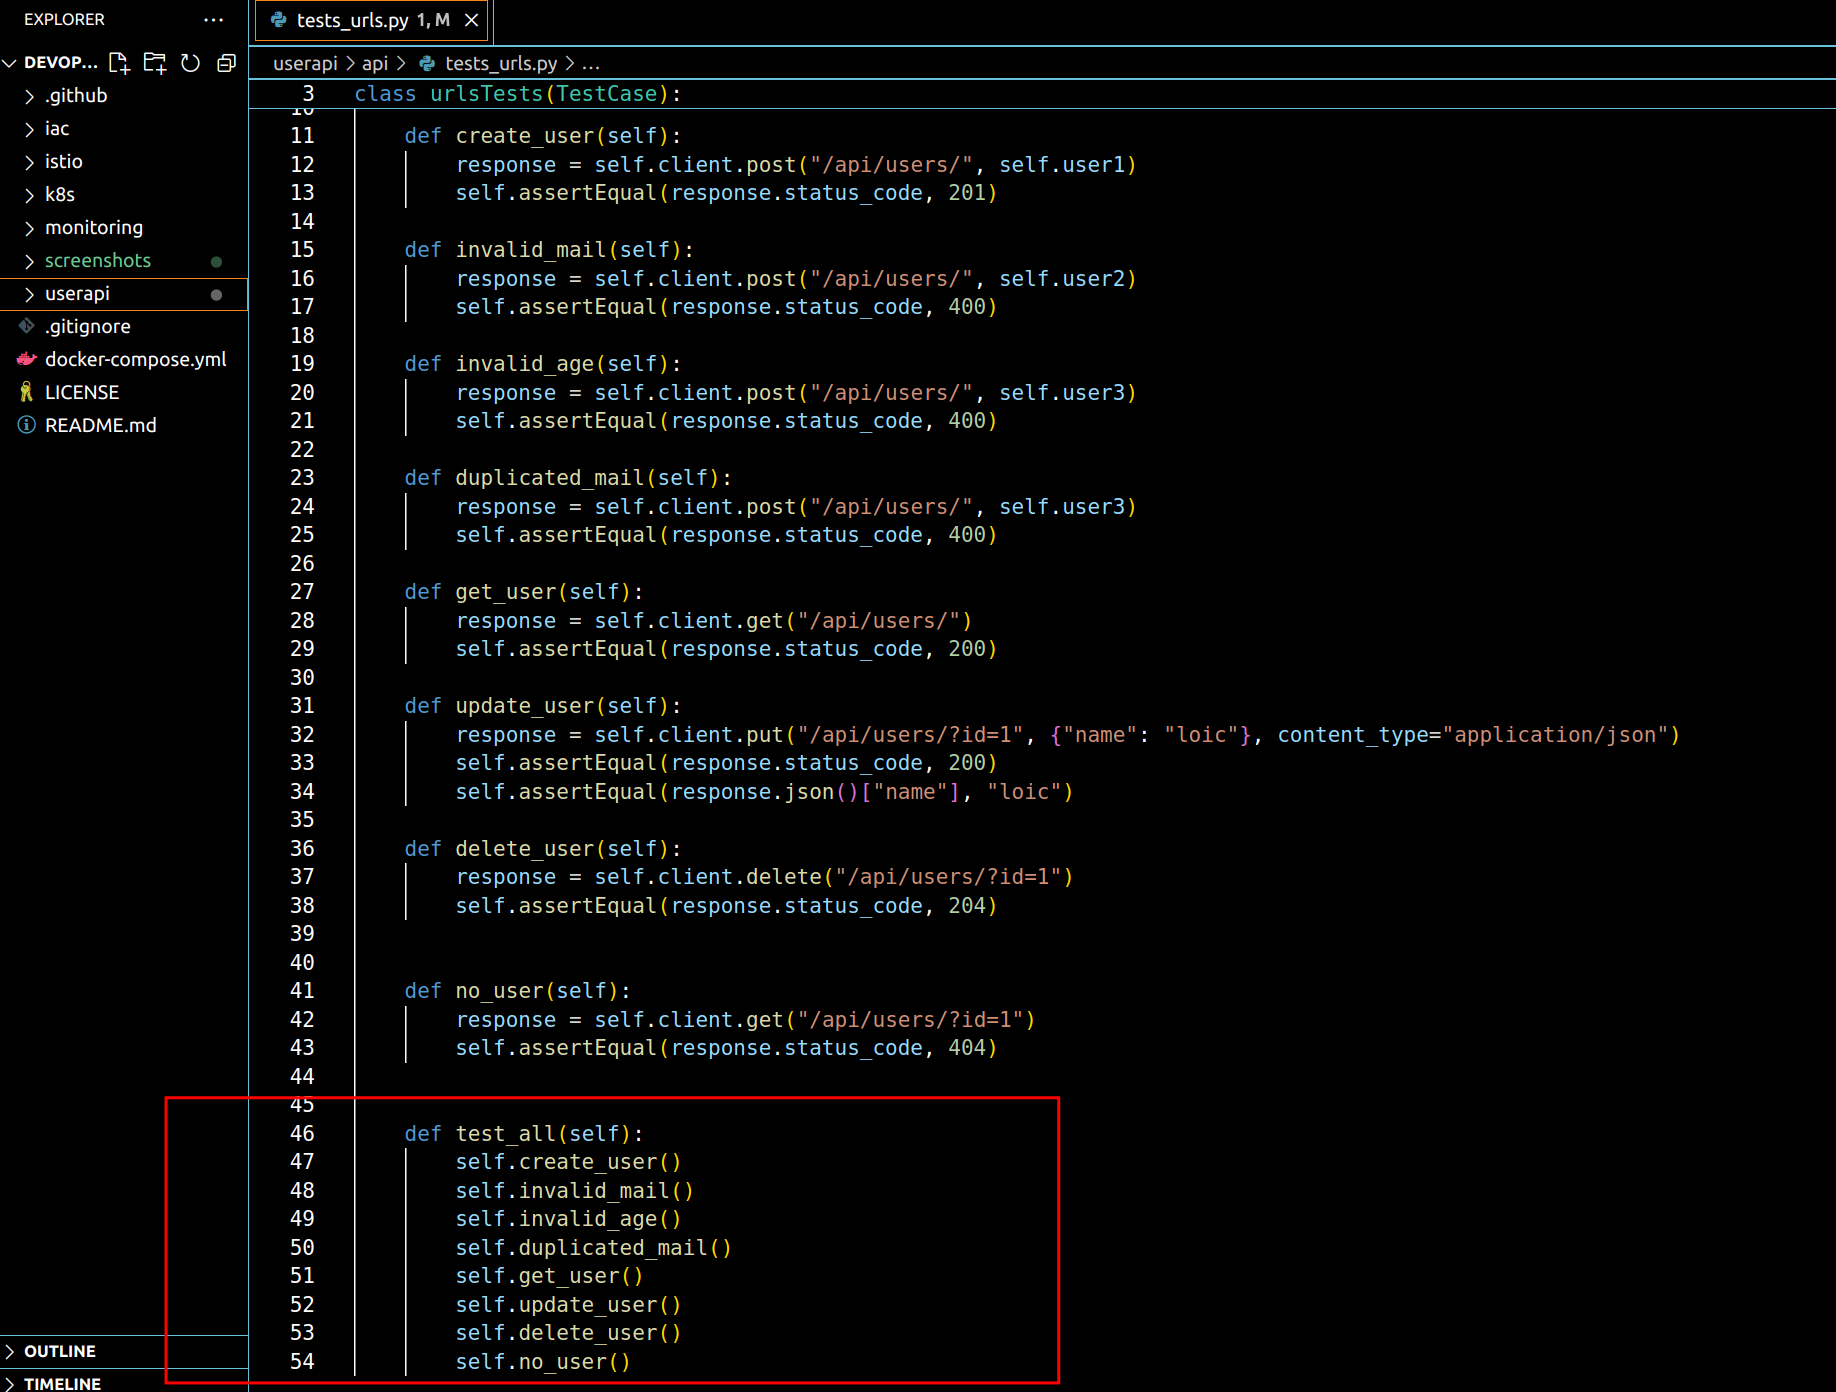 EXPLORER
DEVOP...
.github
iac
istio
k8s
monitoring
screenshots
userapi
.gitignore
docker-compose.yml
LICENSE
README.md
OUTLINE
TIMELINE
tests_urls.py 1, M
userapi > api > tests_urls.py > ...
3 class urlsTests(TestCase):
10
11 def create_user(self):
12 response = self.client.post("/api/users/", self.user1)
13 self.assertEqual(response.status_code, 201)
14
15 def invalid_mail(self):
16 response = self.client.post("/api/users/", self.user2)
17 self.assertEqual(response.status_code, 400)
18
19 def invalid_age(self):
20 response = self.client.post("/api/users/", self.user3)
21 self.assertEqual(response.status_code, 400)
22
23 def duplicated_mail(self):
24 response = self.client.post("/api/users/", self.user3)
25 self.assertEqual(response.status_code, 400)
26
27 def get_user(self):
28 response = self.client.get("/api/users/")
29 self.assertEqual(response.status_code, 200)
30
31 def update_user(self):
32 response = self.client.put("/api/users/?id=1", {"name": "loic"}, content_type="application/json")
33 self.assertEqual(response.status_code, 200)
34 self.assertEqual(response.json()["name"], "loic")
35
36 def delete_user(self):
37 response = self.client.delete("/api/users/?id=1")
38 self.assertEqual(response.status_code, 204)
39
40
41 def no_user(self):
42 response = self.client.get("/api/users/?id=1")
43 self.assertEqual(response.status_code, 404)
44
45
46 def test_all(self):
47 self.create_user()
48 self.invalid_mail()
49 self.invalid_age()
50 self.duplicated_mail()
51 self.get_user()
52 self.update_user()
53 self.delete_user()
54 self.no_user()